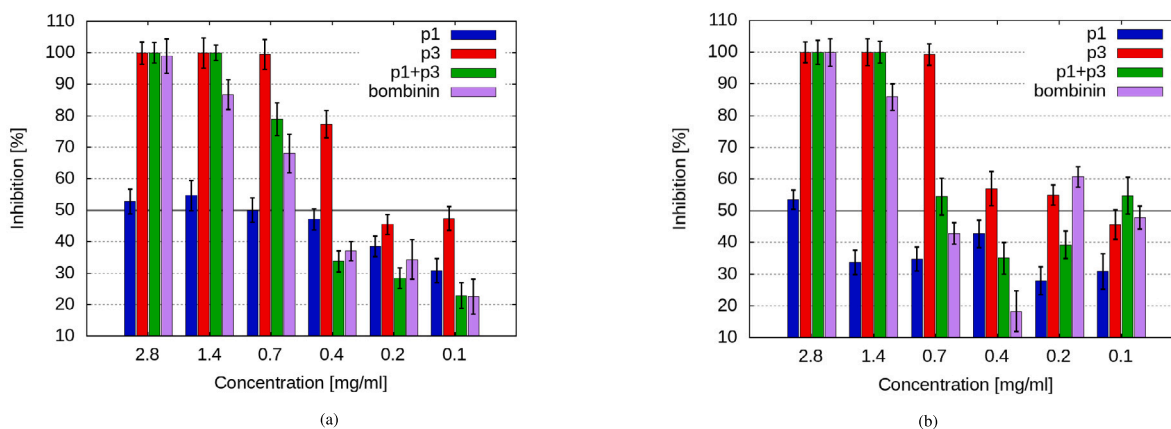 110
100
90
80
70
60
50
40
30
20
10
Inhibition [%]
p1
p3
p1+p3
bombinin
2.8 1.4 0.7 0.4 0.2 0.1
Concentration [mg/ml]
(a)
110
100
90
80
70
60
50
40
30
20
10
Inhibition [%]
p1
p3
p1+p3
bombinin
2.8 1.4 0.7 0.4 0.2 0.1
Concentration [mg/ml]
(b)